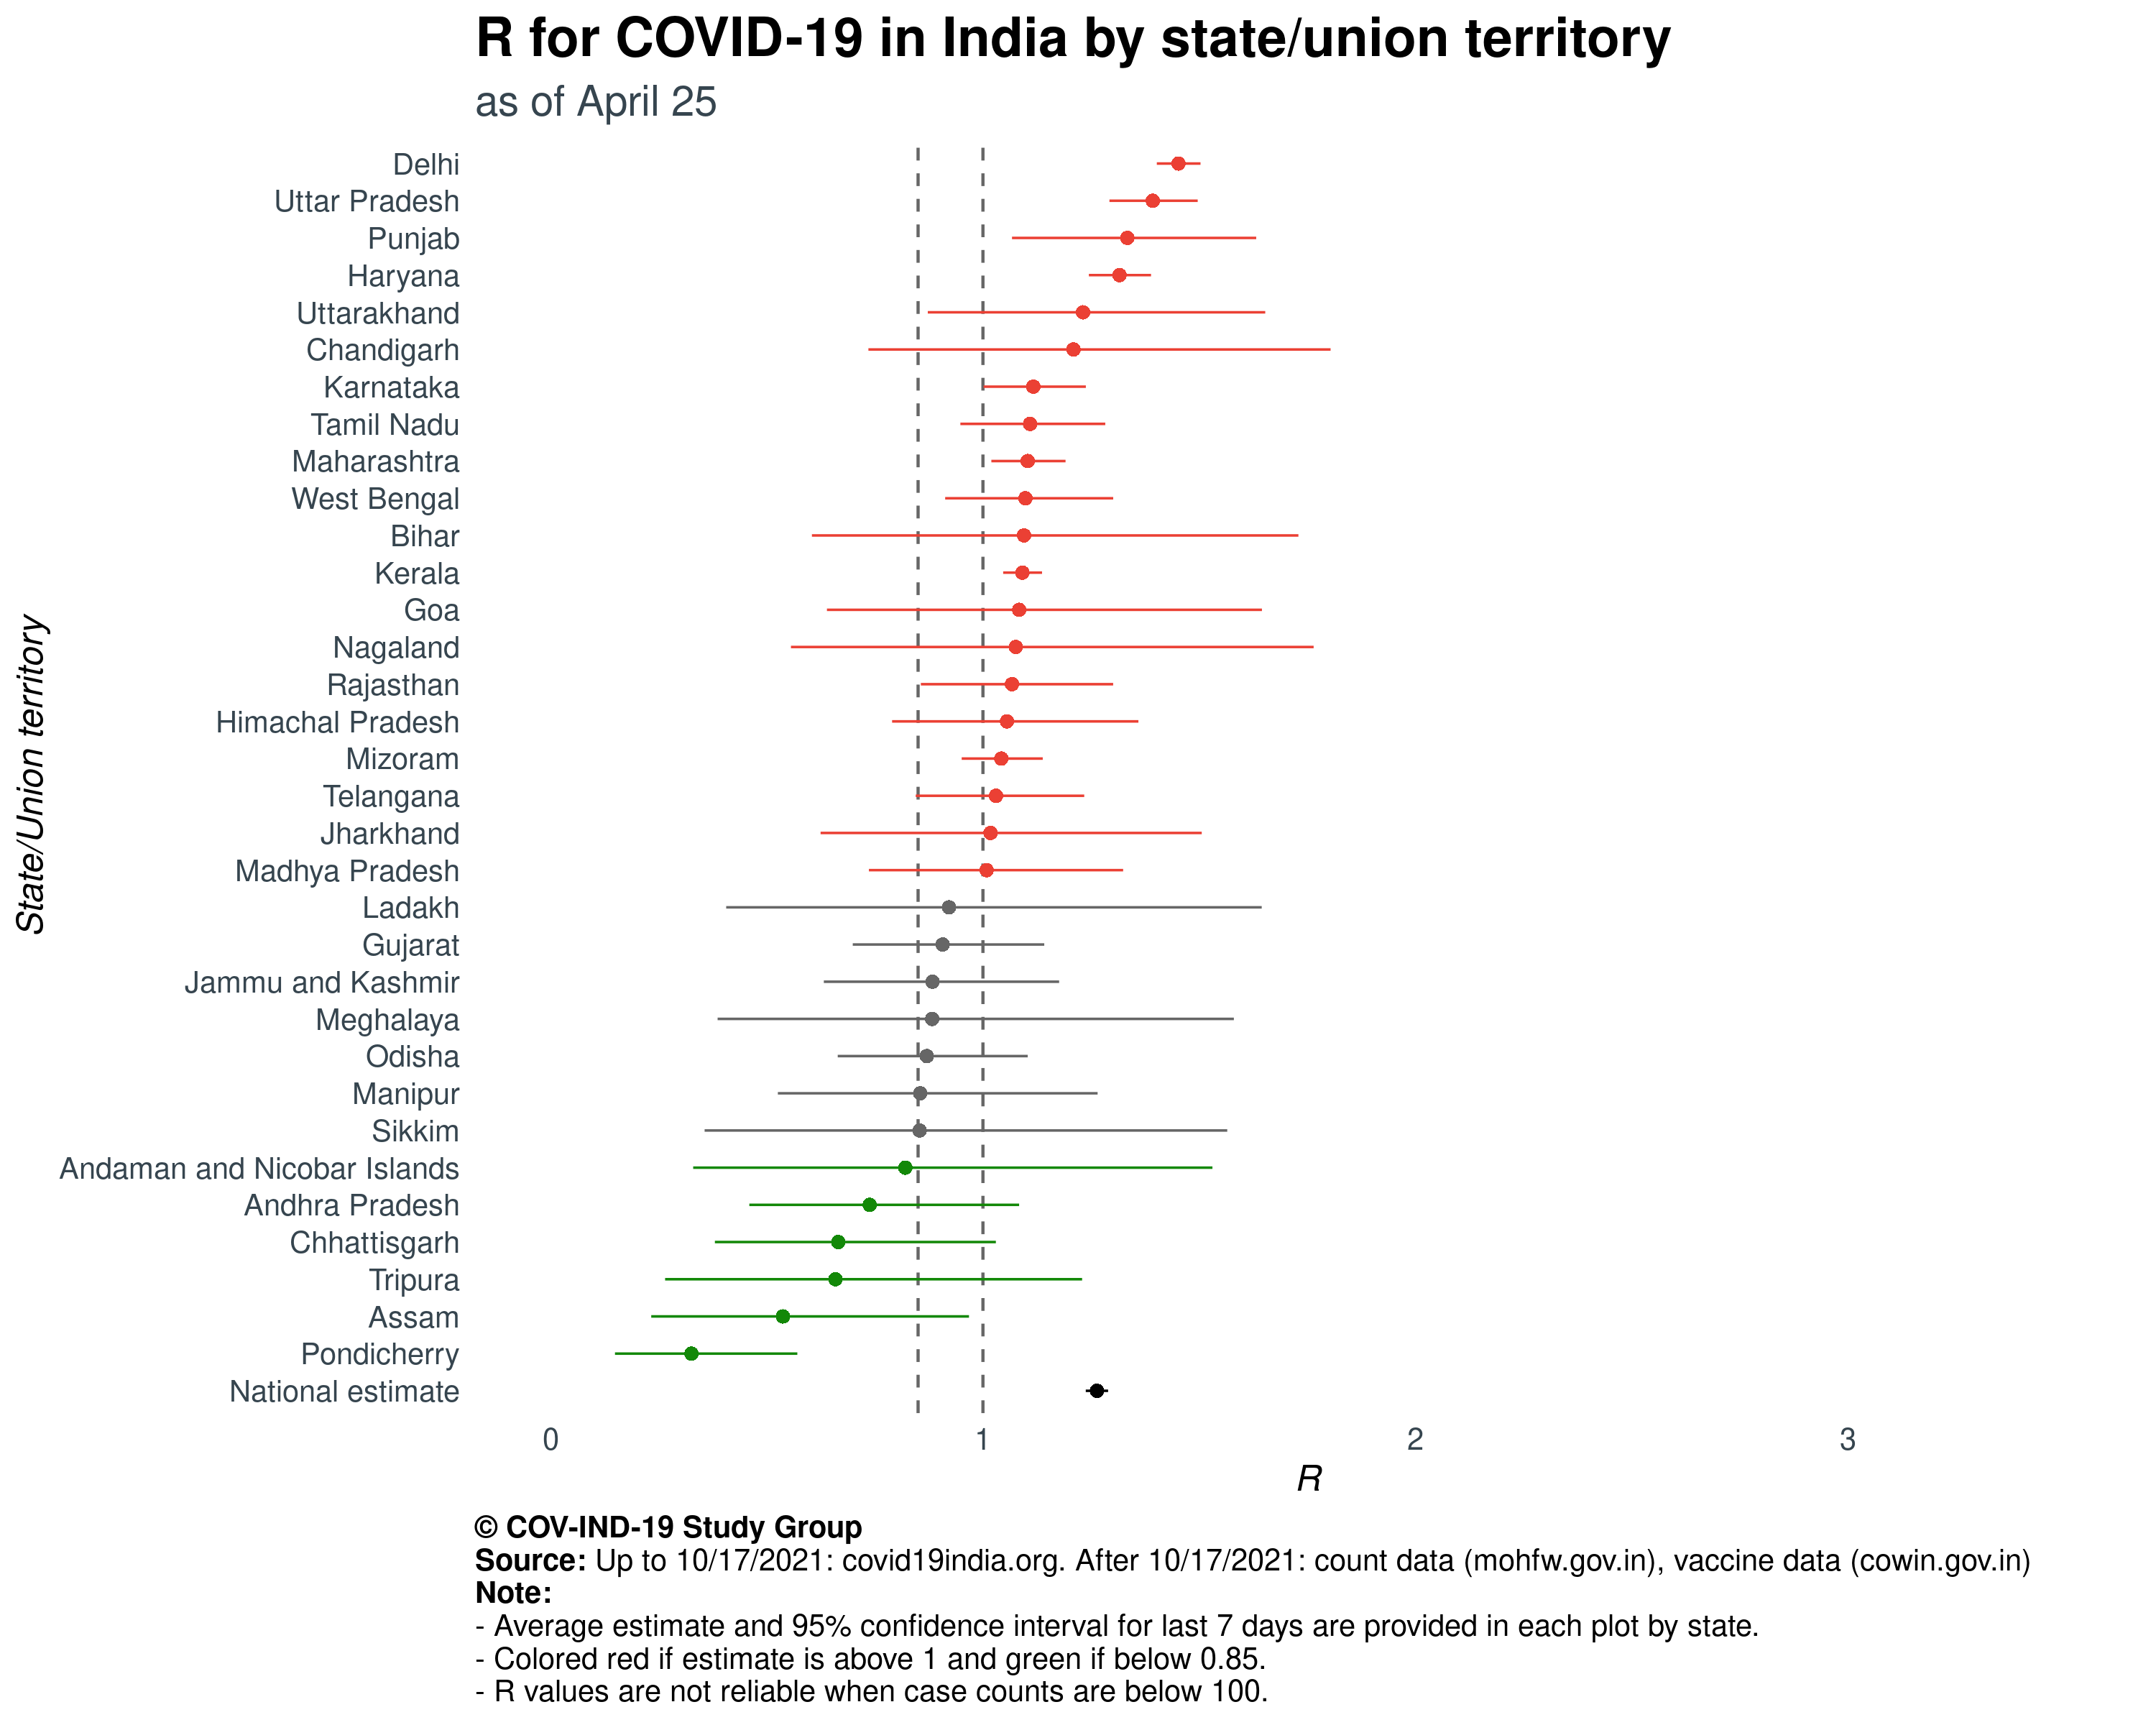 R for COVID-19 in India by state/union territory
as of April 25
State/Union territory
Delhi
Uttar Pradesh
Punjab
Haryana
Uttarakhand
Chandigarh
Karnataka
Tamil Nadu
Maharashtra
West Bengal
Bihar
Kerala
Goa
Nagaland
Rajasthan
Himachal Pradesh
Mizoram
Telangana
Jharkhand
Madhya Pradesh
Ladakh
Gujarat
Jammu and Kashmir
Meghalaya
Odisha
Manipur
Sikkim
Andaman and Nicobar Islands
Andhra Pradesh
Chhattisgarh
Tripura
Assam
Pondicherry
National estimate
0 1 2 3
R
© COV-IND-19 Study Group
Source: Up to 10/17/2021: covid19india.org. After 10/17/2021: count data (mohfw.gov.in), vaccine data (cowin.gov.in)
Note:
- Average estimate and 95% confidence interval for last 7 days are provided in each plot by state.
- Colored red if estimate is above 1 and green if below 0.85.
- R values are not reliable when case counts are below 100.